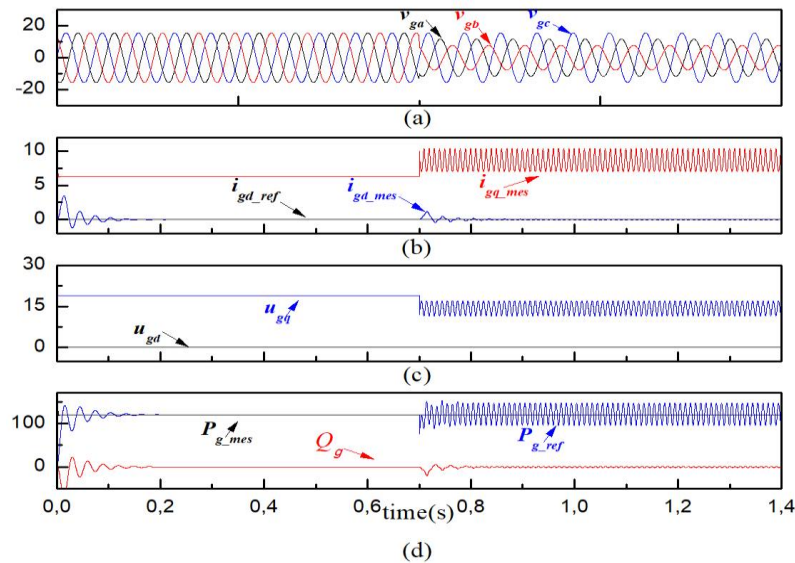 v_ga v_gb v_gc
20
0
-20
(a)
10
5
0
i_gd_ref i_gd_mes i_gq_mes
(b)
30
15
0
u_gq
u_gd
(c)
100
0
P_g_mes Q_g P_g_ref
0,0 0,2 0,4 0,6 0,8 1,0 1,2 1,4
time(s)
(d)